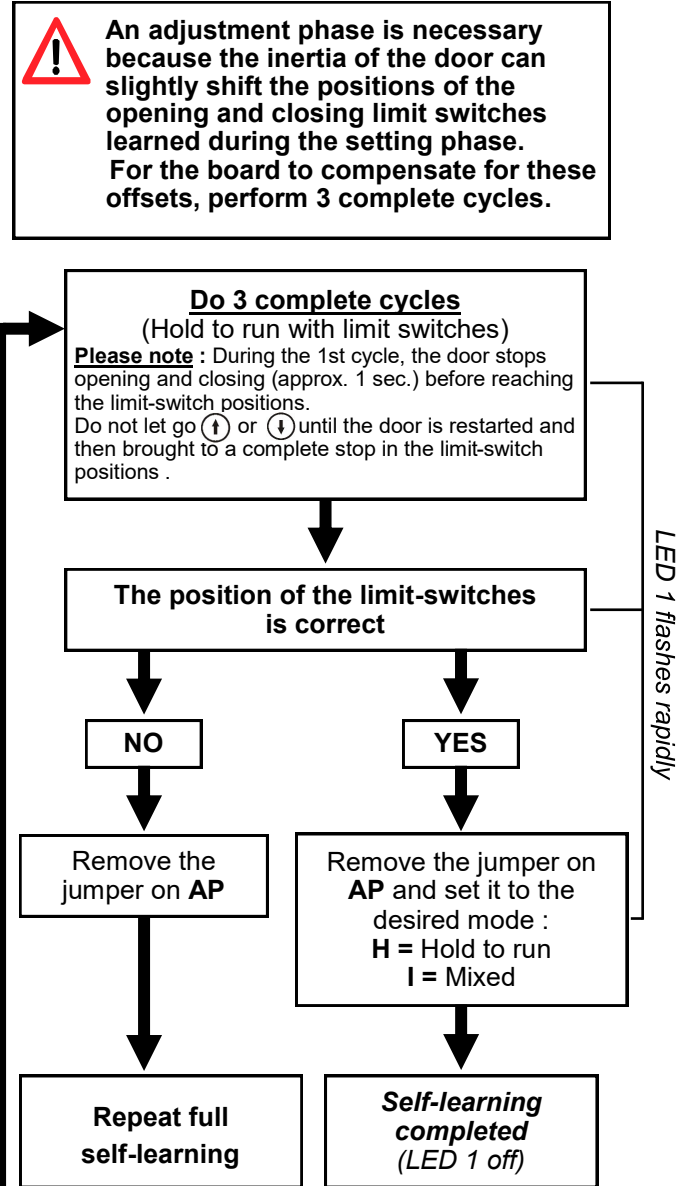 An adjustment phase is necessary
because the inertia of the door can
slightly shift the positions of the
opening and closing limit switches
learned during the setting phase.
For the board to compensate for these
offsets, perform 3 complete cycles.
Do 3 complete cycles
(Hold to run with limit switches)
Please note : During the 1st cycle, the door stops
opening and closing (approx. 1 sec.) before reaching
the limit-switch positions.
Do not let go ⬆ or ⬇ until the door is restarted and
then brought to a complete stop in the limit-switch
positions .
LED 1 flashes rapidly
The position of the limit-switches
is correct
NO
YES
Remove the
jumper on AP
Remove the jumper on
AP and set it to the
desired mode :
H = Hold to run
I = Mixed
Repeat full
self-learning
Self-learning
completed
(LED 1 off)